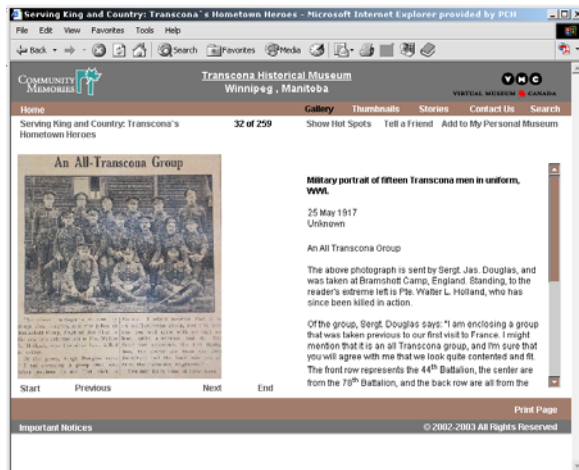 Serving King and Country: Transcona`s Hometown Heroes - Microsoft Internet Explorer provided by PCH
File Edit View Favorites Tools Help
Back Search Favorites Media
COMMUNITY MEMORIES
Transcona Historical Museum
Winnipeg , Manitoba
VMC
VIRTUAL MUSEUM CANADA
Home Gallery Thumbnails Stories Contact Us Search
Serving King and Country: Transcona's
Hometown Heroes
32 of 259
Show Hot Spots Tell a Friend Add to My Personal Museum
An All-Transcona Group
Military portrait of fifteen Transcona men in uniform,
WWI.
25 May 1917
Unknown
An All Transcona Group
The above photograph is sent by Sergt. Jas. Douglas, and
was taken at Bramshott Camp, England. Standing, to the
reader's extreme left is Pte. Walter L. Holland, who has
since been killed in action.
Of the group, Sergt. Douglas says: "I am enclosing a group
that was taken previous to our first visit to France. I might
mention that it is an all Transcona group, and I'm sure that
you will agree with me that we look quite contented and fit.
The front row represents the 44th Battalion, the center are
from the 78th Battalion, and the back row are all from the
Start Previous Next End
Print Page
Important Notices © 2002-2003 All Rights Reserved